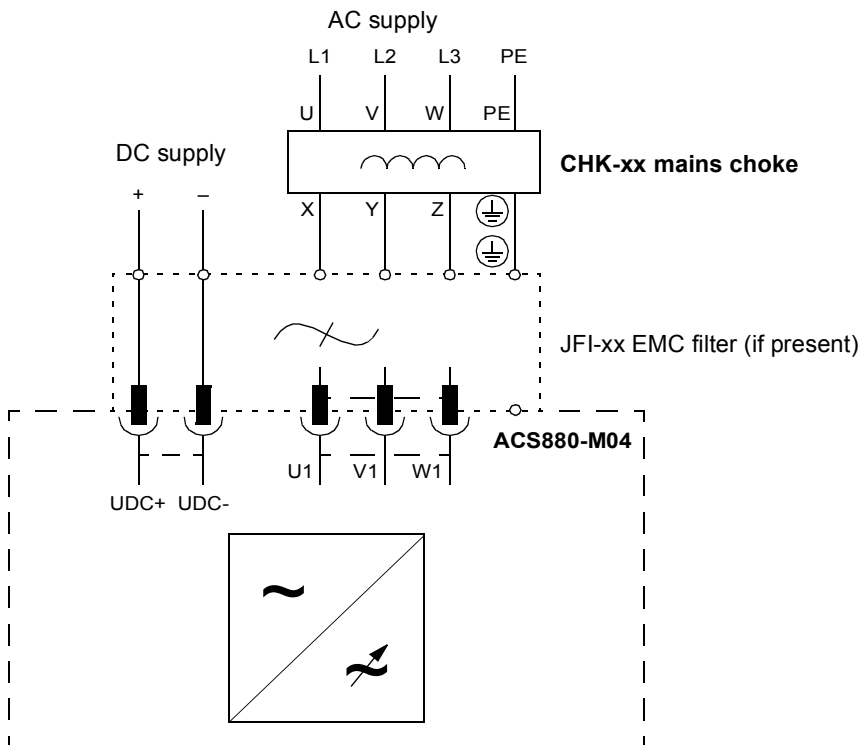 AC supply
L1 L2 L3 PE
U V W PE
DC supply
CHK-xx mains choke
+ –
X Y Z
JFI-xx EMC filter (if present)
ACS880-M04
U1 V1 W1
UDC+ UDC-